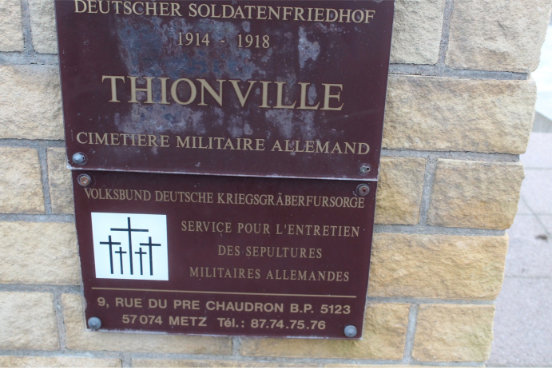 DEUTSCHER SOLDATENFRIEDHOF
1914 - 1918
THIONVILLE
CIMETIERE MILITAIRE ALLEMAND
VOLKSBUND DEUTSCHE KRIEGSGRÄBERFURSORGE
SERVICE POUR L'ENTRETIEN
DES SEPULTURES
MILITAIRES ALLEMANDES
9, RUE DU PRE CHAUDRON B.P. 5123
57074 METZ Tél.: 87.74.75.76